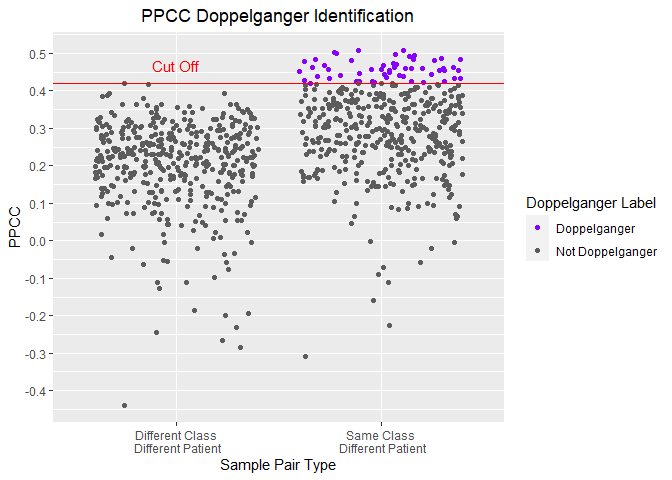 PPCC Doppelganger Identification
Cut Off
PPCC
0.5
0.4
0.3
0.2
0.1
0.0
-0.1
-0.2
-0.3
-0.4
Different Class
Different Patient
Same Class
Different Patient
Sample Pair Type
Doppelganger Label
Doppelganger
Not Doppelganger